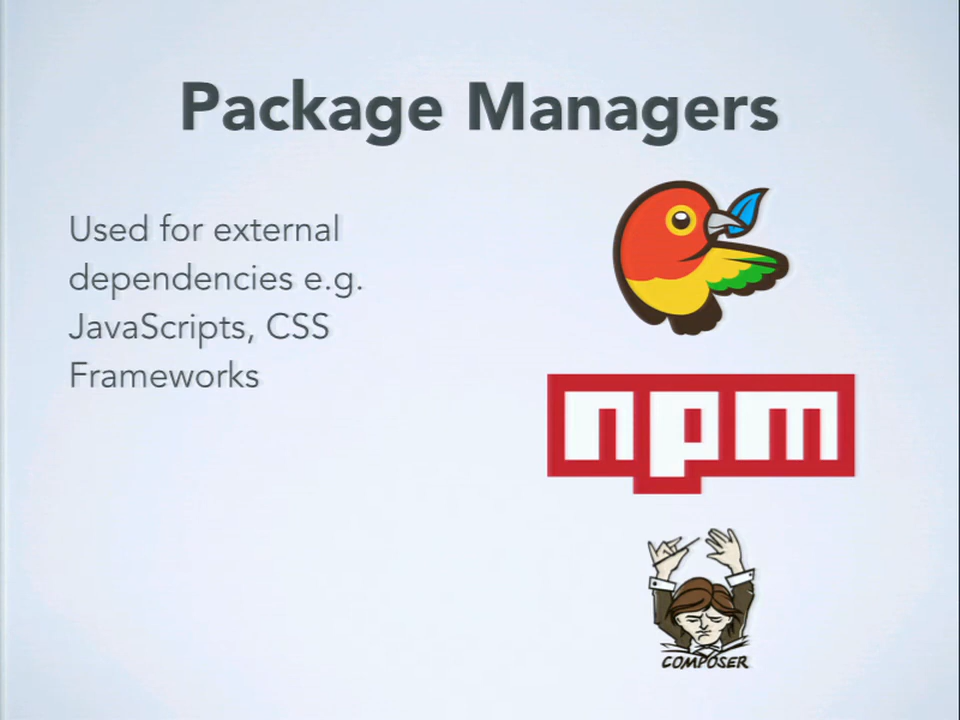 Package Managers
Used for external
dependencies e.g.
JavaScripts, CSS
Frameworks
npm
COMPOSER